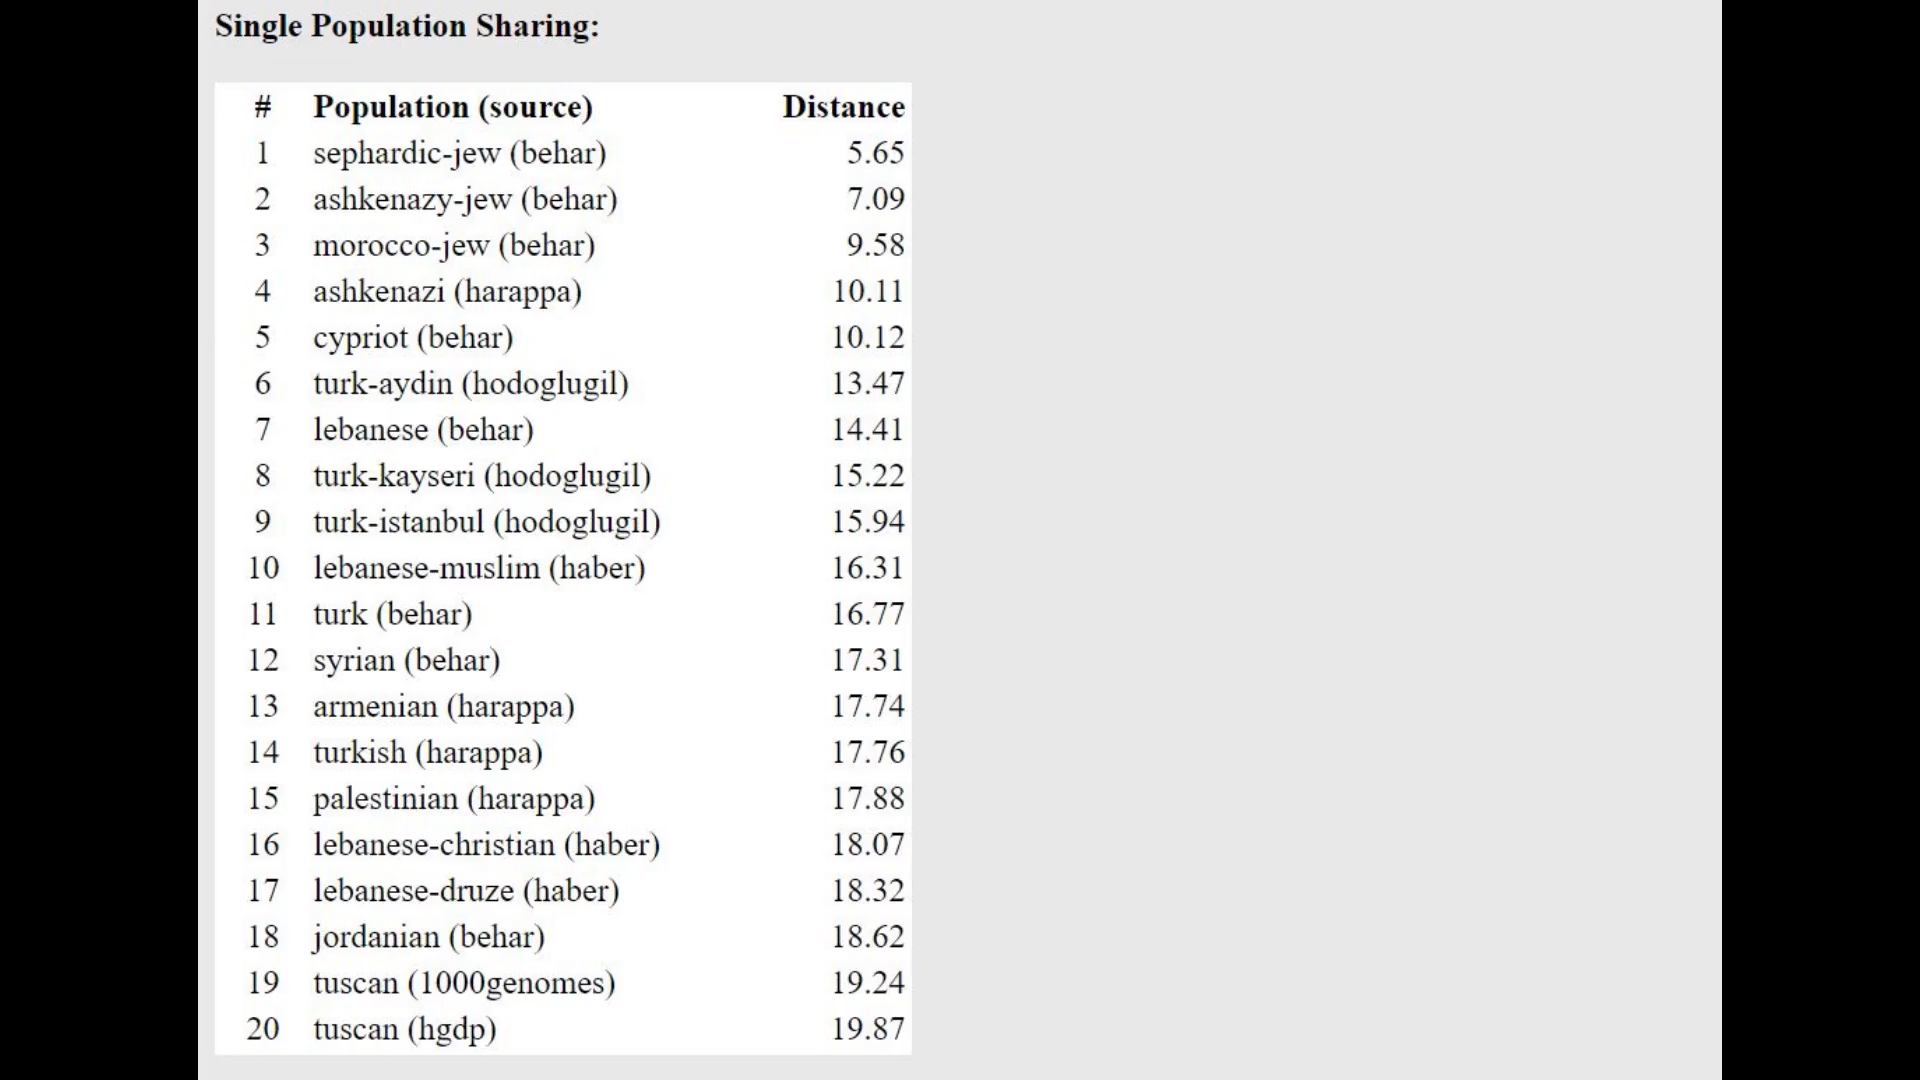 Single Population Sharing:
# Population (source) Distance
1 sephardic-jew (behar) 5.65
2 ashkenazy-jew (behar) 7.09
3 morocco-jew (behar) 9.58
4 ashkenazi (harappa) 10.11
5 cypriot (behar) 10.12
6 turk-aydin (hodoglugil) 13.47
7 lebanese (behar) 14.41
8 turk-kayseri (hodoglugil) 15.22
9 turk-istanbul (hodoglugil) 15.94
10 lebanese-muslim (haber) 16.31
11 turk (behar) 16.77
12 syrian (behar) 17.31
13 armenian (harappa) 17.74
14 turkish (harappa) 17.76
15 palestinian (harappa) 17.88
16 lebanese-christian (haber) 18.07
17 lebanese-druze (haber) 18.32
18 jordanian (behar) 18.62
19 tuscan (1000genomes) 19.24
20 tuscan (hgdp) 19.87